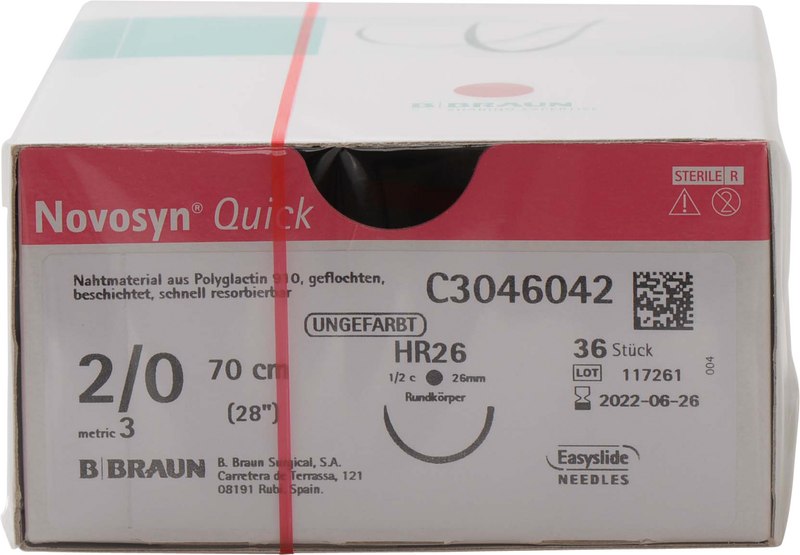 B|BRAUN
STERILE R
Novosyn® Quick
Nahtmaterial aus Polyglactin 910, geflochten,
beschichtet, schnell resorbierbar
C3046042
UNGEFÄRBT
2/0 70 cm
(28")
metric 3
HR26
1/2 c 26mm
Rundkörper
36 Stück
LOT 117261
2022-06-26
004
B|BRAUN
B. Braun Surgical, S.A.
Carretera de Terrassa, 121
08191 Rubi, Spain.
Easyslide
NEEDLES